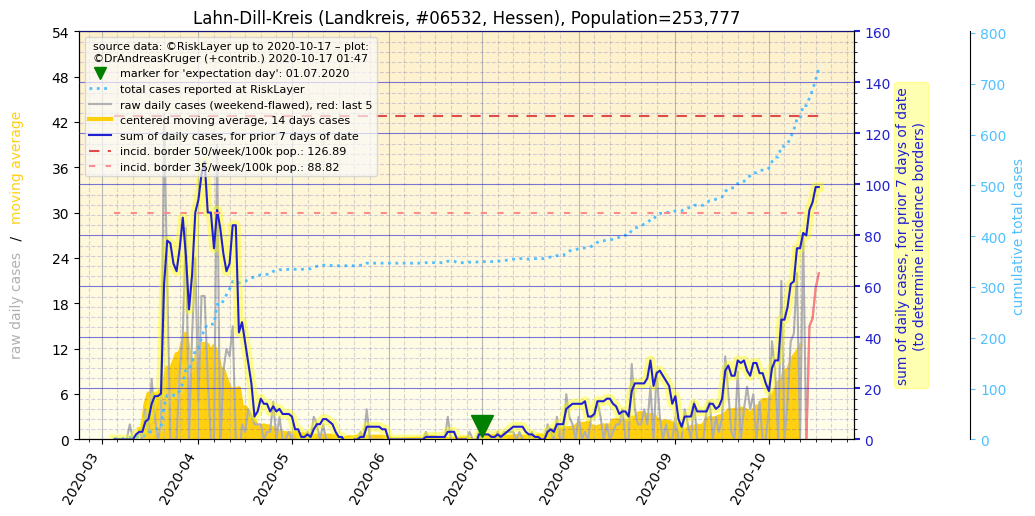 Lahn-Dill-Kreis (Landkreis, #06532, Hessen), Population=253,777
source data: ©RiskLayer up to 2020-10-17 – plot:
©DrAndreasKruger (+contrib.) 2020-10-17 01:47
marker for 'expectation day': 01.07.2020
total cases reported at RiskLayer
raw daily cases (weekend-flawed), red: last 5
centered moving average, 14 days cases
sum of daily cases, for prior 7 days of date
incid. border 50/week/100k pop.: 126.89
incid. border 35/week/100k pop.: 88.82
raw daily cases / moving average
54
48
42
36
30
24
18
12
6
0
160
140
120
100
80
60
40
20
0
sum of daily cases, for prior 7 days of date
(to determine incidence borders)
800
700
600
500
400
300
200
100
0
cumulative total cases
2020-03
2020-04
2020-05
2020-06
2020-07
2020-08
2020-09
2020-10